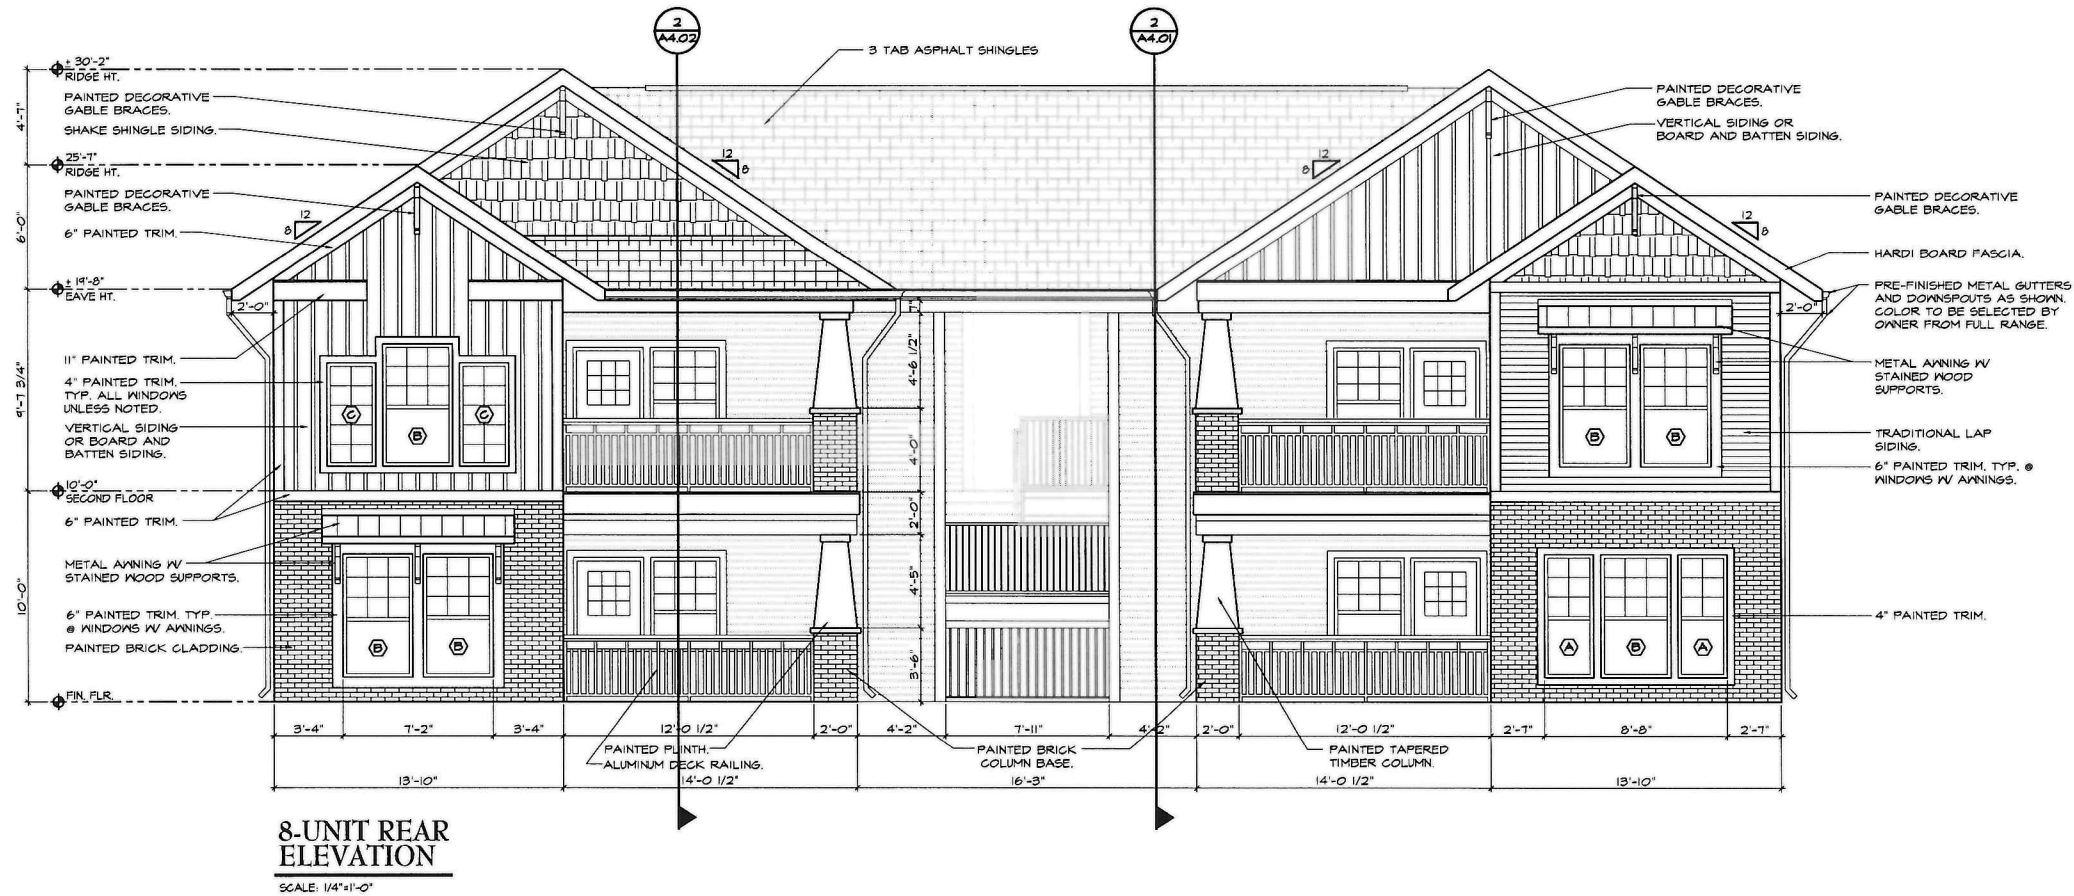 2
A4.02
2
A4.01
3 TAB ASPHALT SHINGLES
± 30'-2"
RIDGE HT.
PAINTED DECORATIVE
GABLE BRACES.
SHAKE SHINGLE SIDING.
25'-7"
RIDGE HT.
PAINTED DECORATIVE
GABLE BRACES.
6" PAINTED TRIM.
± 19'-8"
EAVE HT.
2'-0"
11" PAINTED TRIM.
4" PAINTED TRIM.
TYP. ALL WINDOWS
UNLESS NOTED.
VERTICAL SIDING
OR BOARD AND
BATTEN SIDING.
10'-0"
SECOND FLOOR
6" PAINTED TRIM.
METAL AWNING W/
STAINED WOOD SUPPORTS.
6" PAINTED TRIM. TYP.
@ WINDOWS W/ AWNINGS.
PAINTED BRICK CLADDING.
FIN. FLR.
4'-7"
6'-0"
9'-7 3/4"
10'-0"
12
8
12
8
12
8
12
8
C
B
C
B
B
B
B
A
B
A
7"
4'-6 1/2"
4'-0"
2'-0"
4'-5"
3'-6"
PAINTED DECORATIVE
GABLE BRACES.
VERTICAL SIDING OR
BOARD AND BATTEN SIDING.
PAINTED DECORATIVE
GABLE BRACES.
HARDI BOARD FASCIA.
PRE-FINISHED METAL GUTTERS
AND DOWNSPOUTS AS SHOWN.
COLOR TO BE SELECTED BY
OWNER FROM FULL RANGE.
2'-0"
METAL AWNING W/
STAINED WOOD
SUPPORTS.
TRADITIONAL LAP
SIDING.
6" PAINTED TRIM. TYP. @
WINDOWS W/ AWNINGS.
4" PAINTED TRIM.
3'-4" 7'-2" 3'-4" 12'-0 1/2" 2'-0" 4'-2" 7'-11" 4'-2" 2'-0" 12'-0 1/2" 2'-7" 8'-8" 2'-7"
PAINTED PLINTH.
ALUMINUM DECK RAILING.
PAINTED BRICK
COLUMN BASE.
PAINTED TAPERED
TIMBER COLUMN.
13'-10" 14'-0 1/2" 16'-3" 14'-0 1/2" 13'-10"
8-UNIT REAR
ELEVATION
SCALE: 1/4"=1'-0"